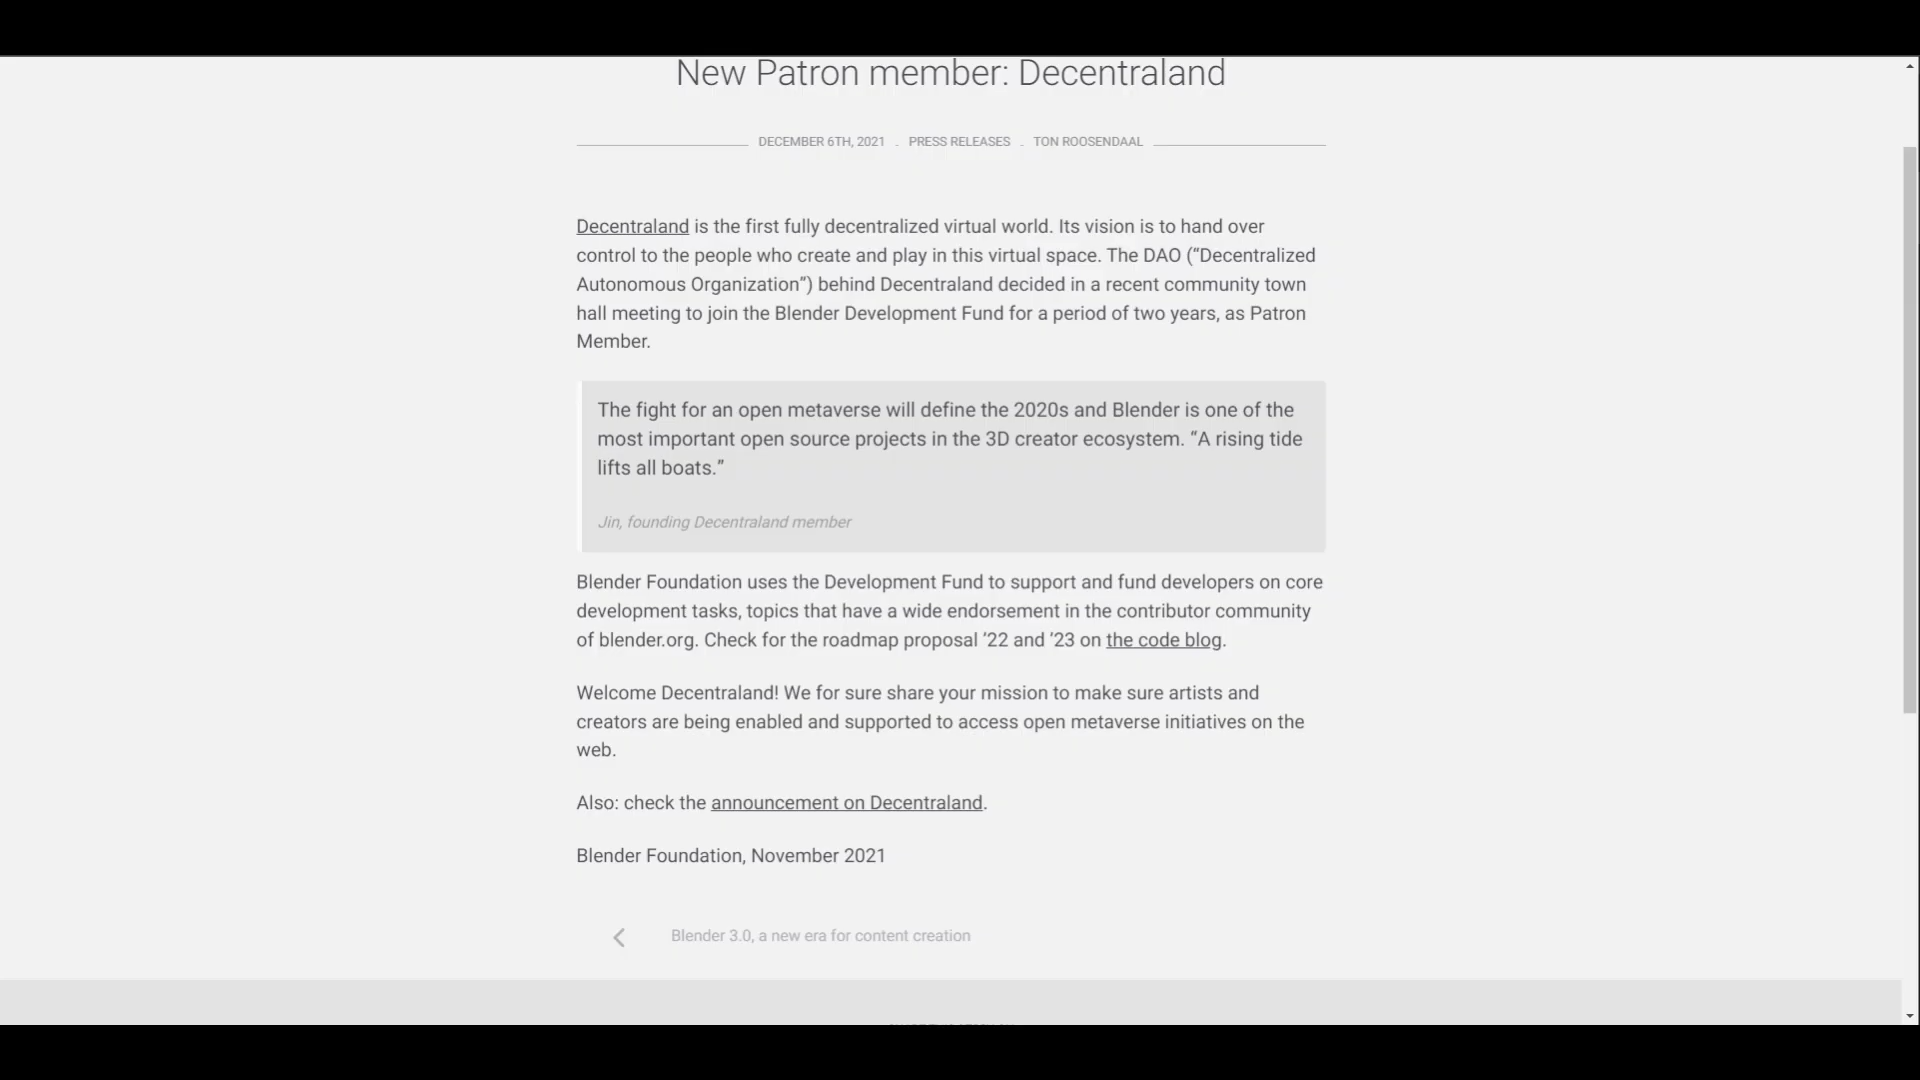 New Patron member: Decentraland
DECEMBER 6TH, 2021 . PRESS RELEASES . TON ROOSENDAAL
Decentraland is the first fully decentralized virtual world. Its vision is to hand over
control to the people who create and play in this virtual space. The DAO (“Decentralized
Autonomous Organization”) behind Decentraland decided in a recent community town
hall meeting to join the Blender Development Fund for a period of two years, as Patron
Member.
The fight for an open metaverse will define the 2020s and Blender is one of the
most important open source projects in the 3D creator ecosystem. “A rising tide
lifts all boats.”
Jin, founding Decentraland member
Blender Foundation uses the Development Fund to support and fund developers on core
development tasks, topics that have a wide endorsement in the contributor community
of blender.org. Check for the roadmap proposal ’22 and ’23 on the code blog.
Welcome Decentraland! We for sure share your mission to make sure artists and
creators are being enabled and supported to access open metaverse initiatives on the
web.
Also: check the announcement on Decentraland.
Blender Foundation, November 2021
Blender 3.0, a new era for content creation